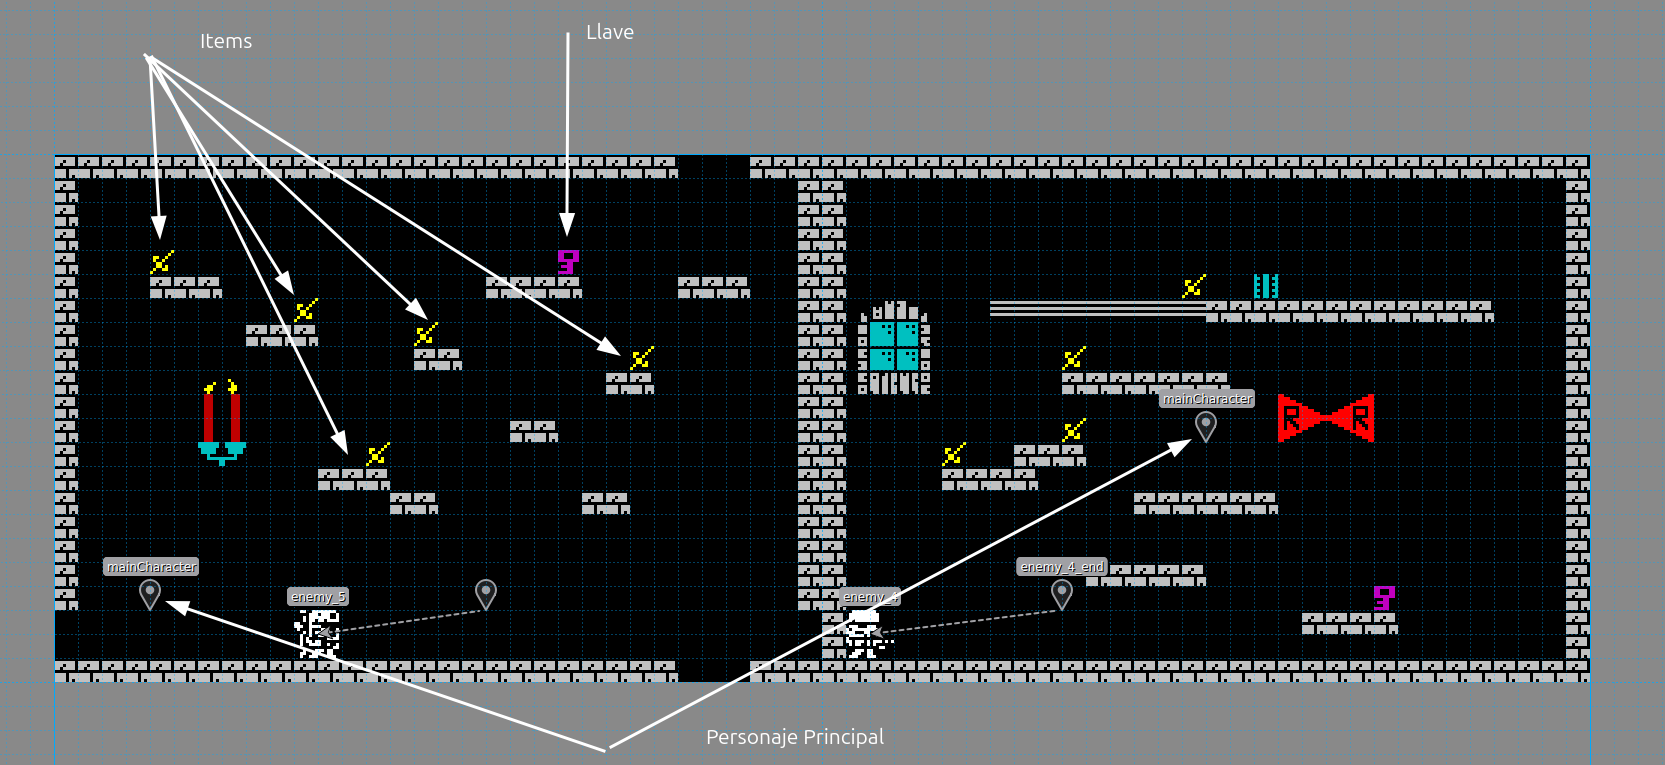 Items
Llave
mainCharacter
mainCharacter
enemy_5
enemy_4
enemy_4_end
Personaje Principal